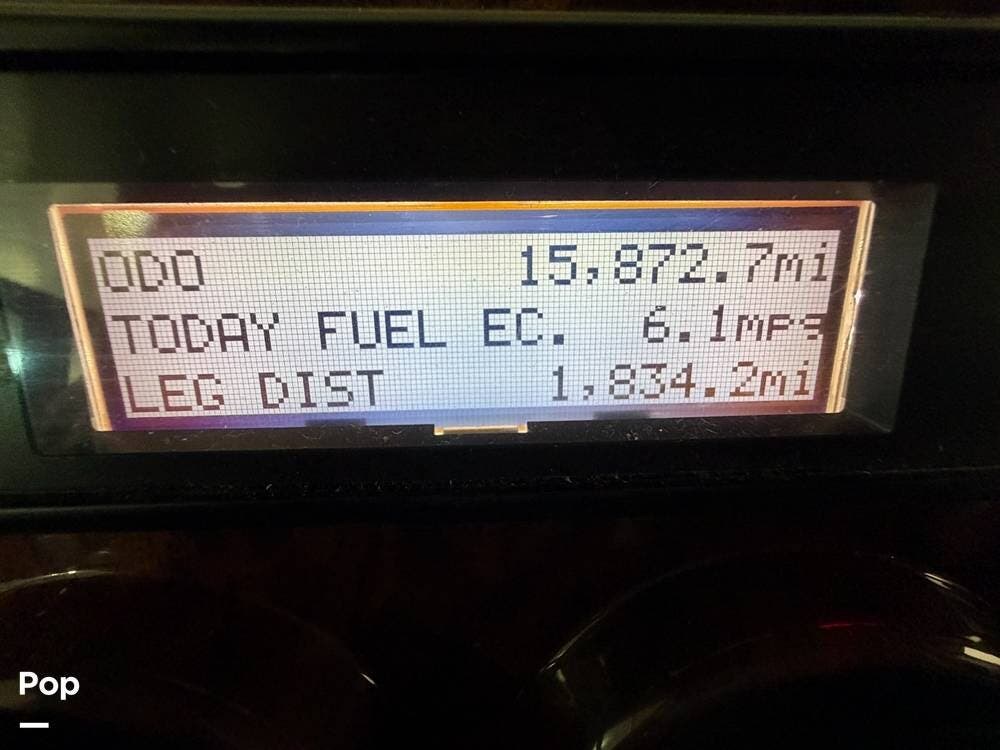 ODO 15,872.7mi
TODAY FUEL EC. 6.1mpg
LEG DIST 1,834.2mi
Pop